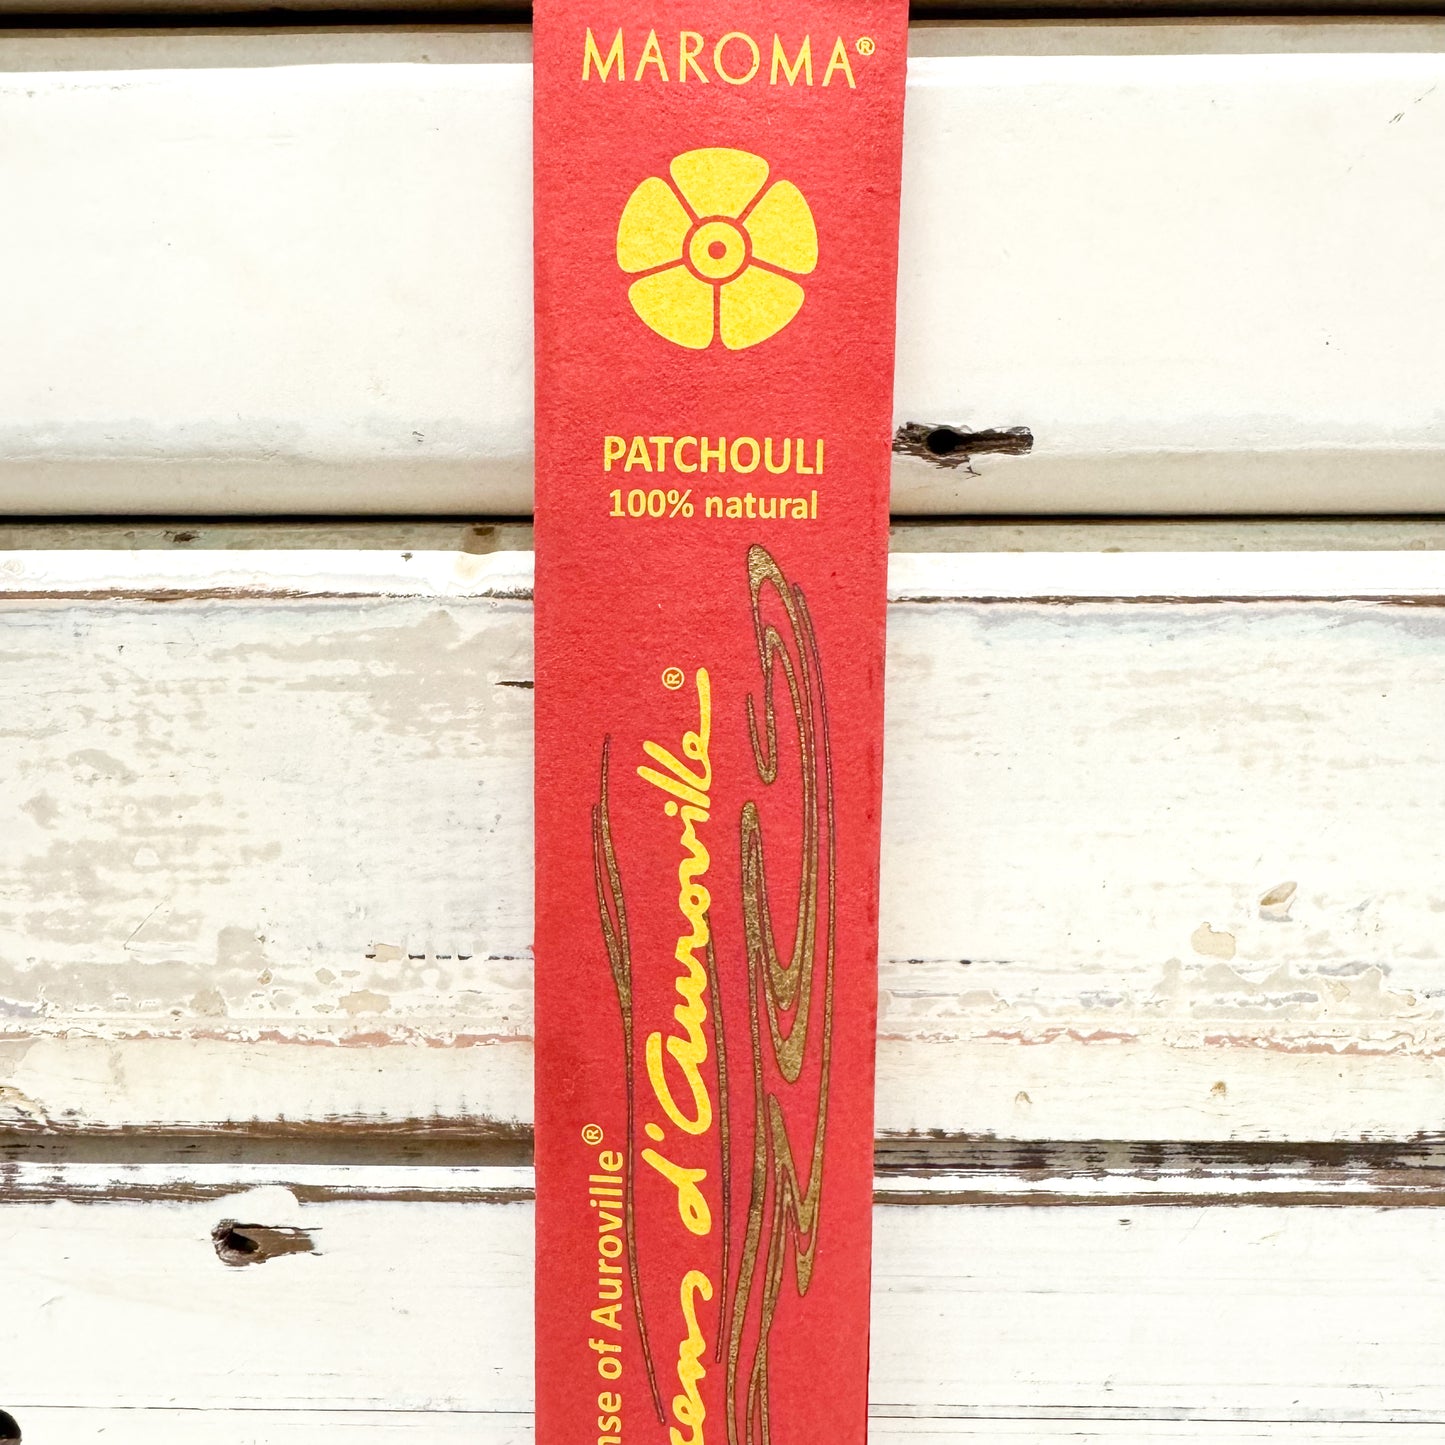 MAROMA®
PATCHOULI
100% natural
d'Auroville®
of Auroville®